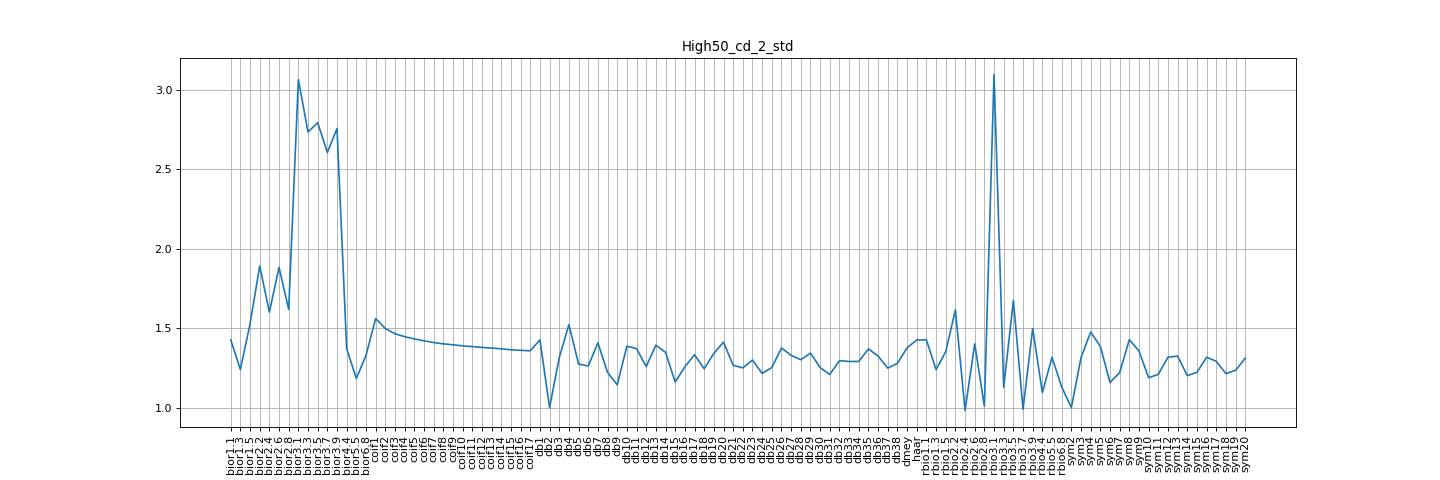 High50_cd_2_std
3.0
2.5
2.0
1.5
1.0
bior1.1
bior1.3
bior1.5
bior2.2
bior2.4
bior2.6
bior2.8
bior3.1
bior3.3
bior3.5
bior3.7
bior3.9
bior4.4
bior5.5
bior6.8
coif1
coif2
coif3
coif4
coif5
coif6
coif7
coif8
coif9
coif10
coif11
coif12
coif13
coif14
coif15
coif16
coif17
db1
db2
db3
db4
db5
db6
db7
db8
db9
db10
db11
db12
db13
db14
db15
db16
db17
db18
db19
db20
db21
db22
db23
db24
db25
db26
db27
db28
db29
db30
db31
db32
db33
db34
db35
db36
db37
db38
dmey
haar
rbio1.1
rbio1.3
rbio1.5
rbio2.2
rbio2.4
rbio2.6
rbio2.8
rbio3.1
rbio3.3
rbio3.5
rbio3.7
rbio3.9
rbio4.4
rbio5.5
rbio6.8
sym2
sym3
sym4
sym5
sym6
sym7
sym8
sym9
sym10
sym11
sym12
sym13
sym14
sym15
sym16
sym17
sym18
sym19
sym20